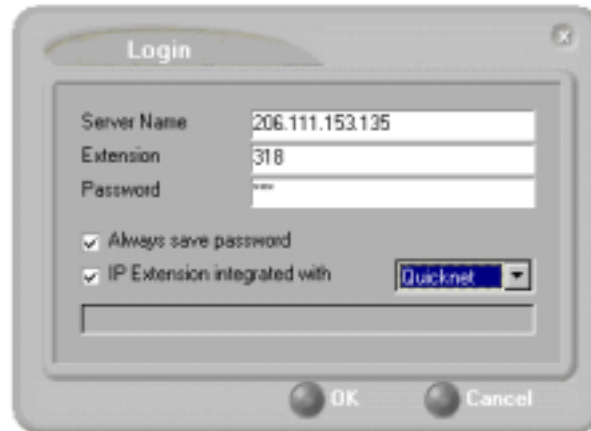 Login
Server Name 206.111.153.135
Extension 318
Password ***
Always save password
IP Extension integrated with Quicknet
OK Cancel